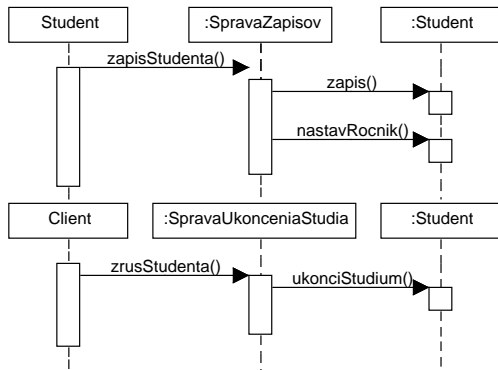 Student
:SpravaZapisov
:Student
zapisStudenta()
zapis()
nastavRocnik()
Client
:SpravaUkonceniaStudia
:Student
zrusStudenta()
ukonciStudium()